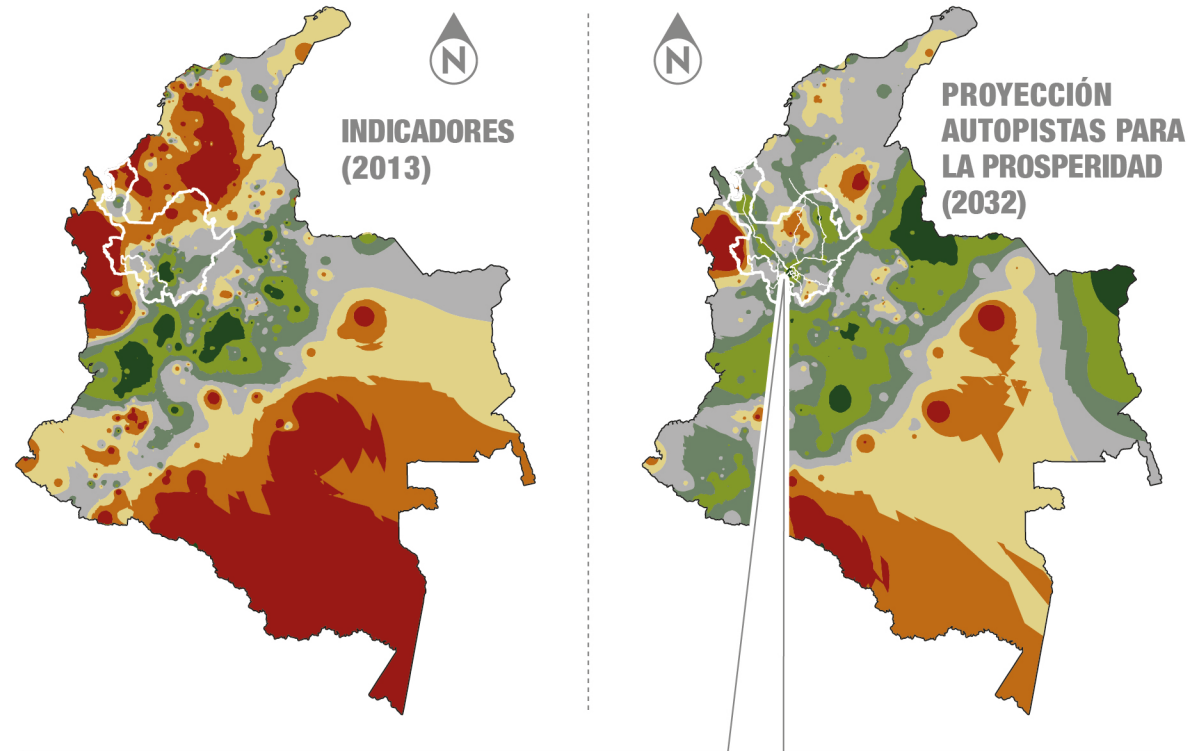 N
INDICADORES
(2013)
N
PROYECCIÓN
AUTOPISTAS PARA
LA PROSPERIDAD
(2032)